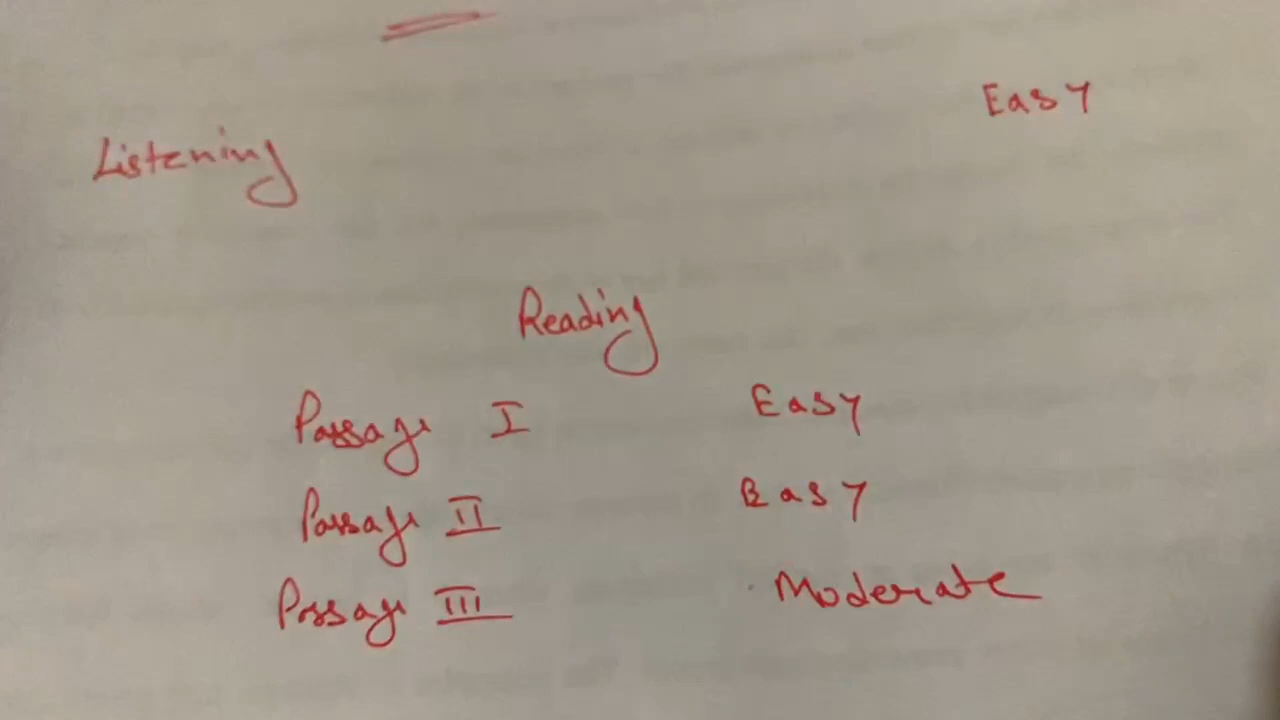 Listening Easy
Reading
Passage I Easy
Passage II Easy
Passage III Moderate